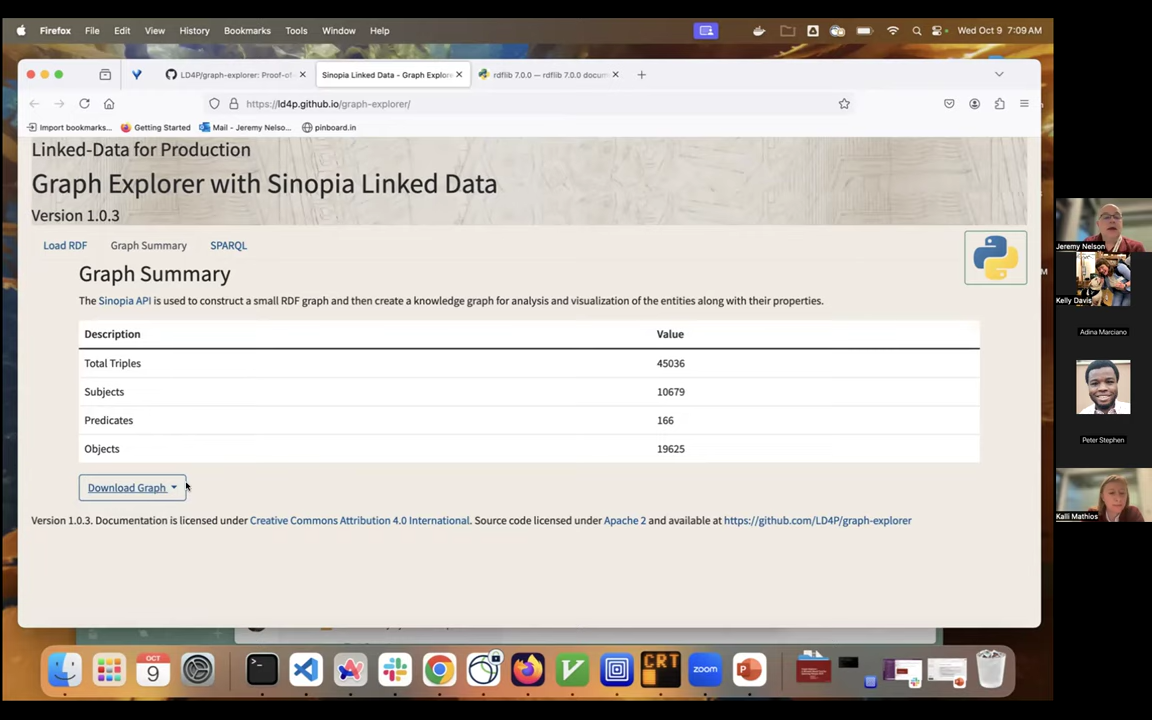 Firefox File Edit View History Bookmarks Tools Window Help Wed Oct 9 7:09 AM
LD4P/graph-explorer: Proof-of- Sinopia Linked Data - Graph Explor rdflib 7.0.0 — rdflib 7.0.0 docum
https://ld4p.github.io/graph-explorer/
Import bookmarks... Getting Started Mail - Jeremy Nelso... pinboard.in
Linked-Data for Production
Graph Explorer with Sinopia Linked Data
Version 1.0.3
Load RDF Graph Summary SPARQL
Graph Summary
The Sinopia API is used to construct a small RDF graph and then create a knowledge graph for analysis and visualization of the entities along with their properties.
Description Value
Total Triples 45036
Subjects 10679
Predicates 166
Objects 19625
Download Graph
Version 1.0.3. Documentation is licensed under Creative Commons Attribution 4.0 International. Source code licensed under Apache 2 and available at https://github.com/LD4P/graph-explorer
Jeremy Nelson
Kelly Davis
Adina Marciano
Peter Stephen
Kalli Mathios
OCT
9
CRT
zoom